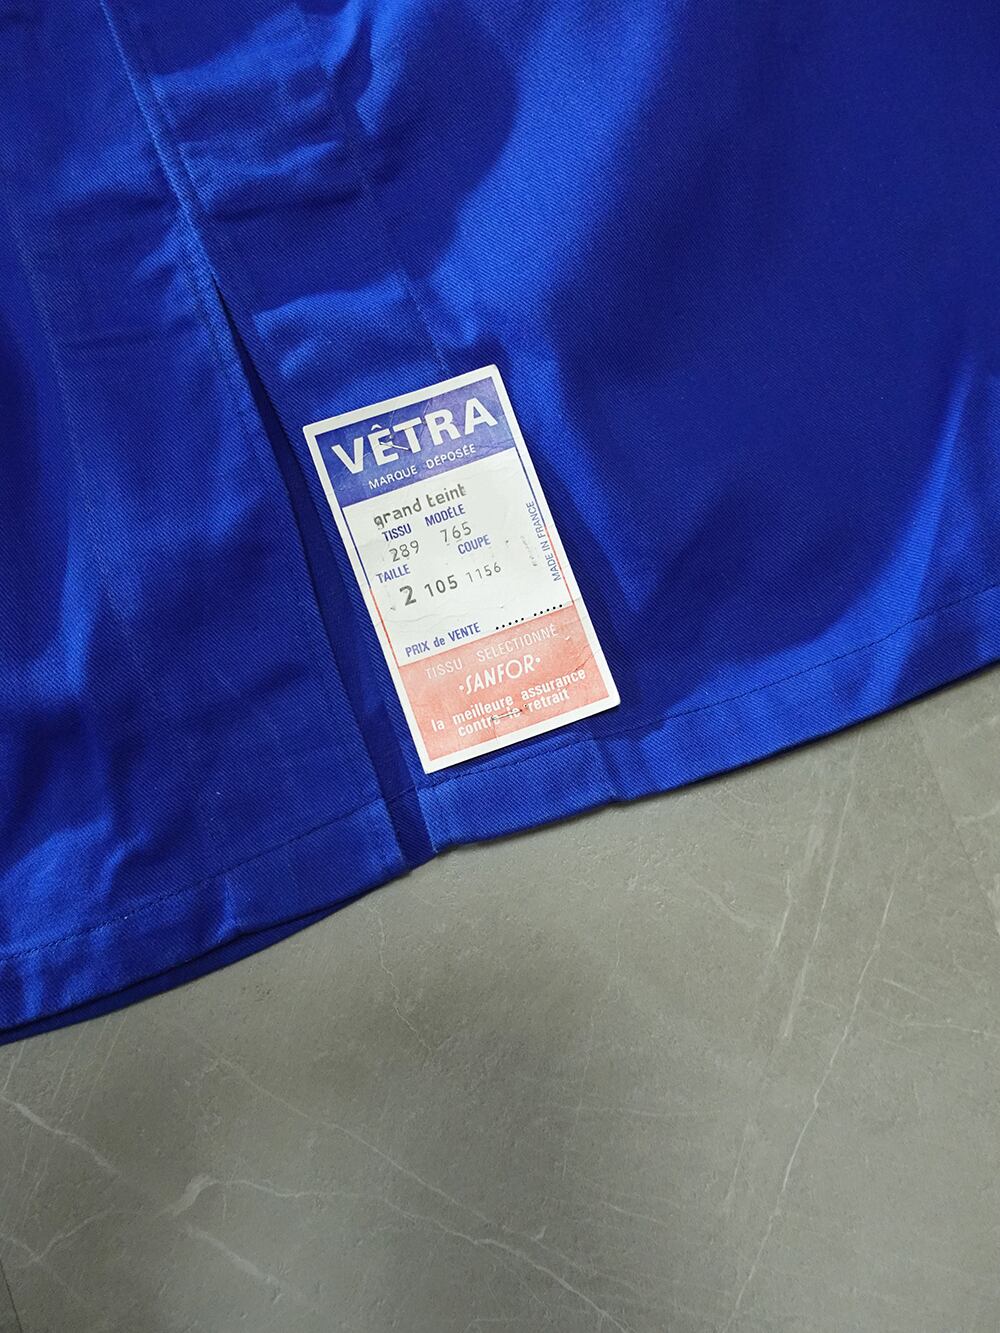 VÊTRA
MARQUE DÉPOSÉE
grand teint
TISSU MODÈLE
289 765
TAILLE COUPE
2 105 1156
MADE IN FRANCE
PRIX de VENTE ..... .....
TISSU SÉLECTIONNÉ
·SANFOR·
la meilleure assurance
contre le retrait